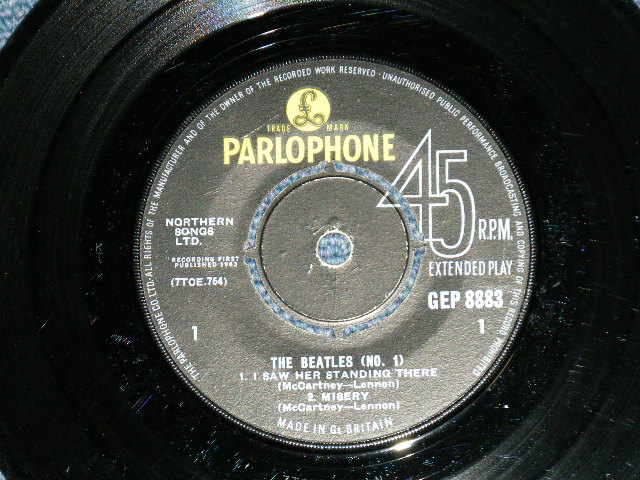 THE PARLOPHONE CO LTD·ALL RIGHTS OF THE MANUFACTURER AND OF THE OWNER OF THE RECORDED WORK RESERVED·UNAUTHORISED PUBLIC PERFORMANCE BROADCASTING AND COPYING OF THIS RECORD PROHIBITED
£
TRADE MARK
PARLOPHONE
45
R.P.M.
EXTENDED PLAY
NORTHERN
SONGS
LTD.
RECORDING FIRST
PUBLISHED 1963
(7TOE.764)
GEP 8883
1
1
THE BEATLES (NO. 1)
1. I SAW HER STANDING THERE
(McCartney—Lennon)
2. MISERY
(McCartney—Lennon)
MADE IN Gt. BRITAIN